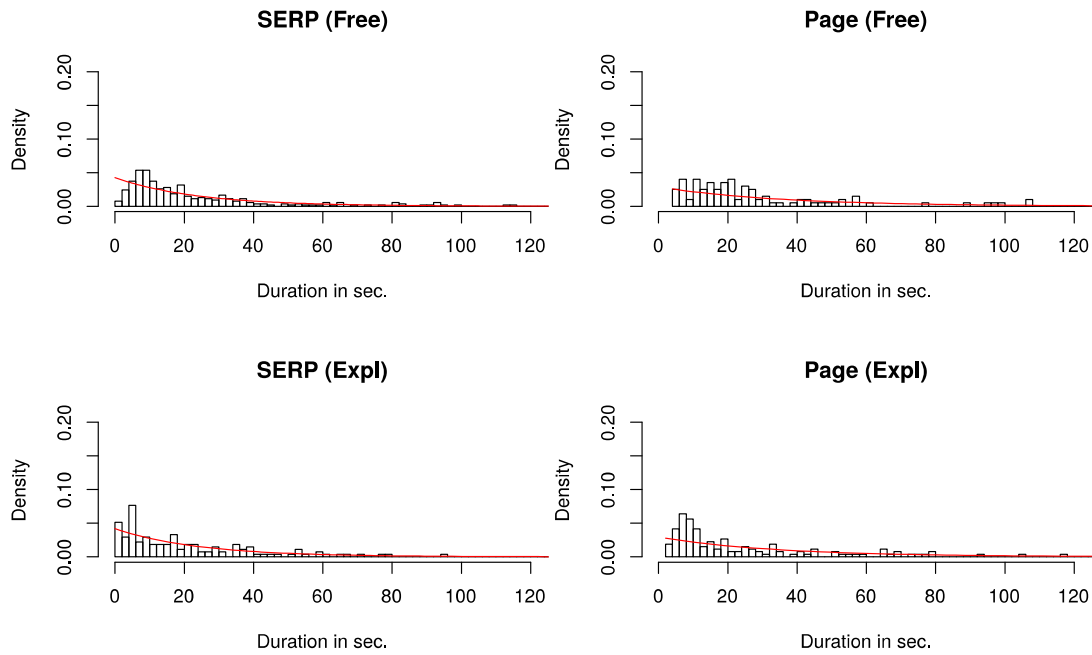 SERP (Free)
Density
0.00 0.10 0.20
0 20 40 60 80 100 120
Duration in sec.
Page (Free)
Density
0.00 0.10 0.20
0 20 40 60 80 100 120
Duration in sec.
SERP (Expl)
Density
0.00 0.10 0.20
0 20 40 60 80 100 120
Duration in sec.
Page (Expl)
Density
0.00 0.10 0.20
0 20 40 60 80 100 120
Duration in sec.